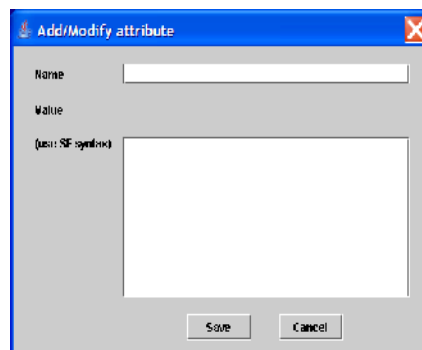 Add/Modify attribute
Name
Value
(use SF syntax)
Save
Cancel